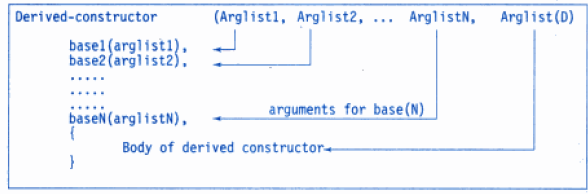 Derived-constructor (Arglist1, Arglist2, ... ArglistN, Arglist(D)
base1(arglist1),
base2(arglist2),
.....
.....
.....
baseN(arglistN),
arguments for base(N)
{
Body of derived constructor
}